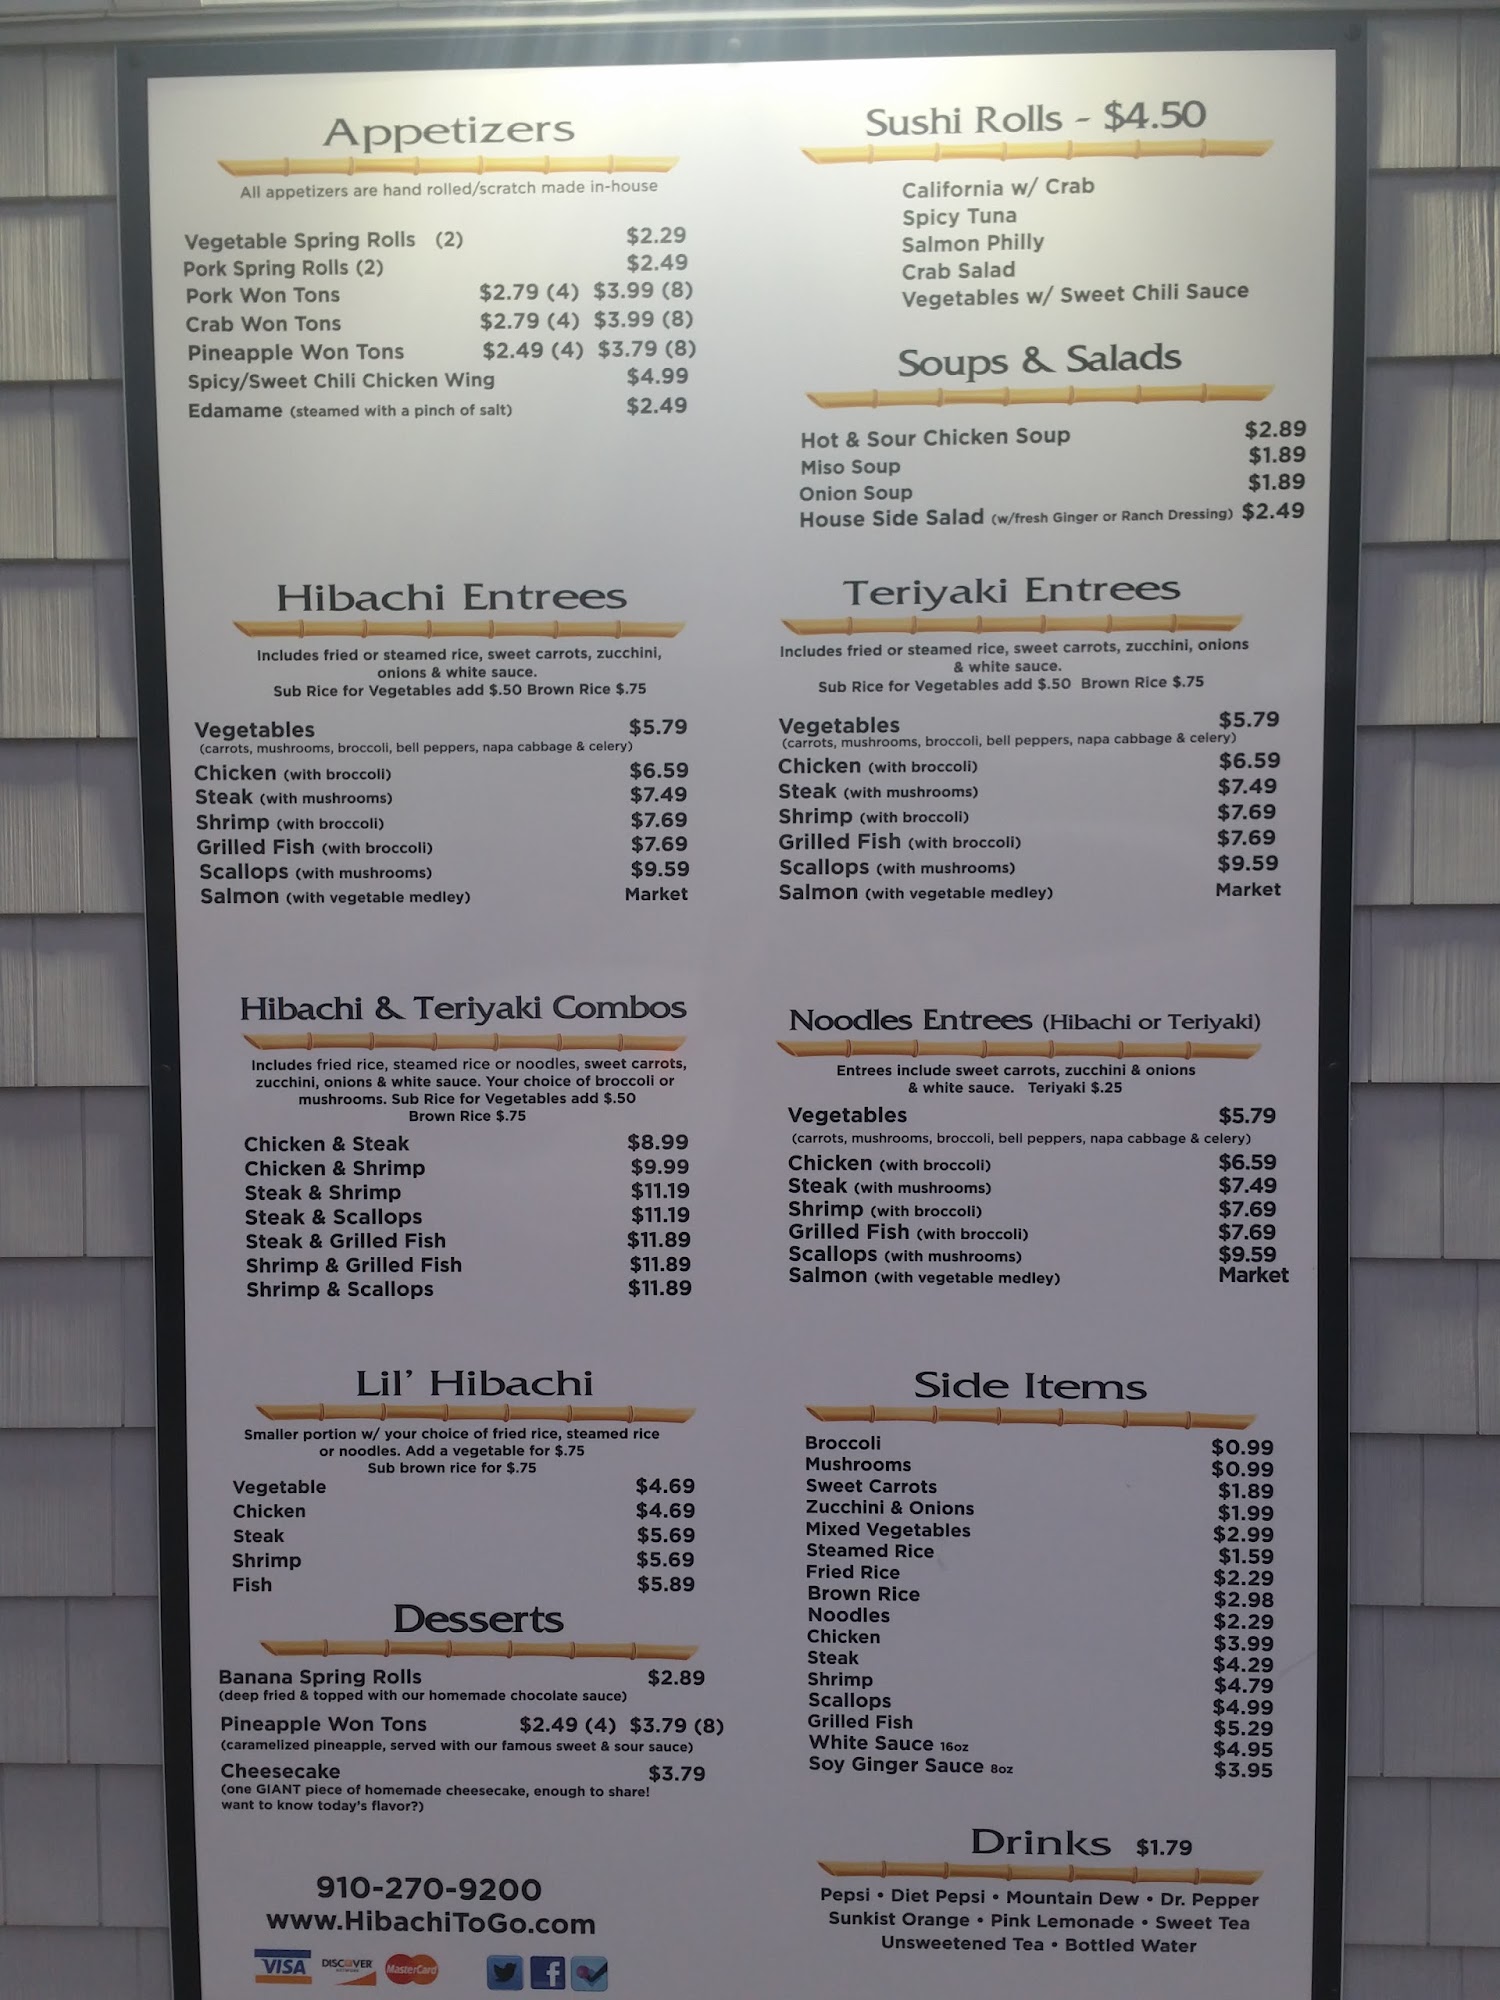 Appetizers
All appetizers are hand rolled/scratch made in-house
Vegetable Spring Rolls (2) $2.29
Pork Spring Rolls (2) $2.49
Pork Won Tons $2.79 (4) $3.99 (8)
Crab Won Tons $2.79 (4) $3.99 (8)
Pineapple Won Tons $2.49 (4) $3.79 (8)
Spicy/Sweet Chili Chicken Wing $4.99
Edamame (steamed with a pinch of salt) $2.49
Sushi Rolls - $4.50
California w/ Crab
Spicy Tuna
Salmon Philly
Crab Salad
Vegetables w/ Sweet Chili Sauce
Soups & Salads
Hot & Sour Chicken Soup $2.89
Miso Soup $1.89
Onion Soup $1.89
House Side Salad (w/fresh Ginger or Ranch Dressing) $2.49
Hibachi Entrees
Includes fried or steamed rice, sweet carrots, zucchini,
onions & white sauce.
Sub Rice for Vegetables add $.50 Brown Rice $.75
Vegetables $5.79
(carrots, mushrooms, broccoli, bell peppers, napa cabbage & celery)
Chicken (with broccoli) $6.59
Steak (with mushrooms) $7.49
Shrimp (with broccoli) $7.69
Grilled Fish (with broccoli) $7.69
Scallops (with mushrooms) $9.59
Salmon (with vegetable medley) Market
Teriyaki Entrees
Includes fried or steamed rice, sweet carrots, zucchini, onions
& white sauce.
Sub Rice for Vegetables add $.50 Brown Rice $.75
Vegetables $5.79
(carrots, mushrooms, broccoli, bell peppers, napa cabbage & celery)
Chicken (with broccoli) $6.59
Steak (with mushrooms) $7.49
Shrimp (with broccoli) $7.69
Grilled Fish (with broccoli) $7.69
Scallops (with mushrooms) $9.59
Salmon (with vegetable medley) Market
Hibachi & Teriyaki Combos
Includes fried rice, steamed rice or noodles, sweet carrots,
zucchini, onions & white sauce. Your choice of broccoli or
mushrooms. Sub Rice for Vegetables add $.50
Brown Rice $.75
Chicken & Steak $8.99
Chicken & Shrimp $9.99
Steak & Shrimp $11.19
Steak & Scallops $11.19
Steak & Grilled Fish $11.89
Shrimp & Grilled Fish $11.89
Shrimp & Scallops $11.89
Noodles Entrees (Hibachi or Teriyaki)
Entrees include sweet carrots, zucchini & onions
& white sauce. Teriyaki $.25
Vegetables $5.79
(carrots, mushrooms, broccoli, bell peppers, napa cabbage & celery)
Chicken (with broccoli) $6.59
Steak (with mushrooms) $7.49
Shrimp (with broccoli) $7.69
Grilled Fish (with broccoli) $7.69
Scallops (with mushrooms) $9.59
Salmon (with vegetable medley) Market
Lil' Hibachi
Smaller portion w/ your choice of fried rice, steamed rice
or noodles. Add a vegetable for $.75
Sub brown rice for $.75
Vegetable $4.69
Chicken $4.69
Steak $5.69
Shrimp $5.69
Fish $5.89
Desserts
Banana Spring Rolls $2.89
(deep fried & topped with our homemade chocolate sauce)
Pineapple Won Tons $2.49 (4) $3.79 (8)
(caramelized pineapple, served with our famous sweet & sour sauce)
Cheesecake $3.79
(one GIANT piece of homemade cheesecake, enough to share!
want to know today's flavor?)
Side Items
Broccoli $0.99
Mushrooms $0.99
Sweet Carrots $1.89
Zucchini & Onions $1.99
Mixed Vegetables $2.99
Steamed Rice $1.59
Fried Rice $2.29
Brown Rice $2.98
Noodles $2.29
Chicken $3.99
Steak $4.29
Shrimp $4.79
Scallops $4.99
Grilled Fish $5.29
White Sauce 16oz $4.95
Soy Ginger Sauce 8oz $3.95
Drinks $1.79
Pepsi • Diet Pepsi • Mountain Dew • Dr. Pepper
Sunkist Orange • Pink Lemonade • Sweet Tea
Unsweetened Tea • Bottled Water
910-270-9200
www.HibachiToGo.com
VISA DISCOVER MasterCard